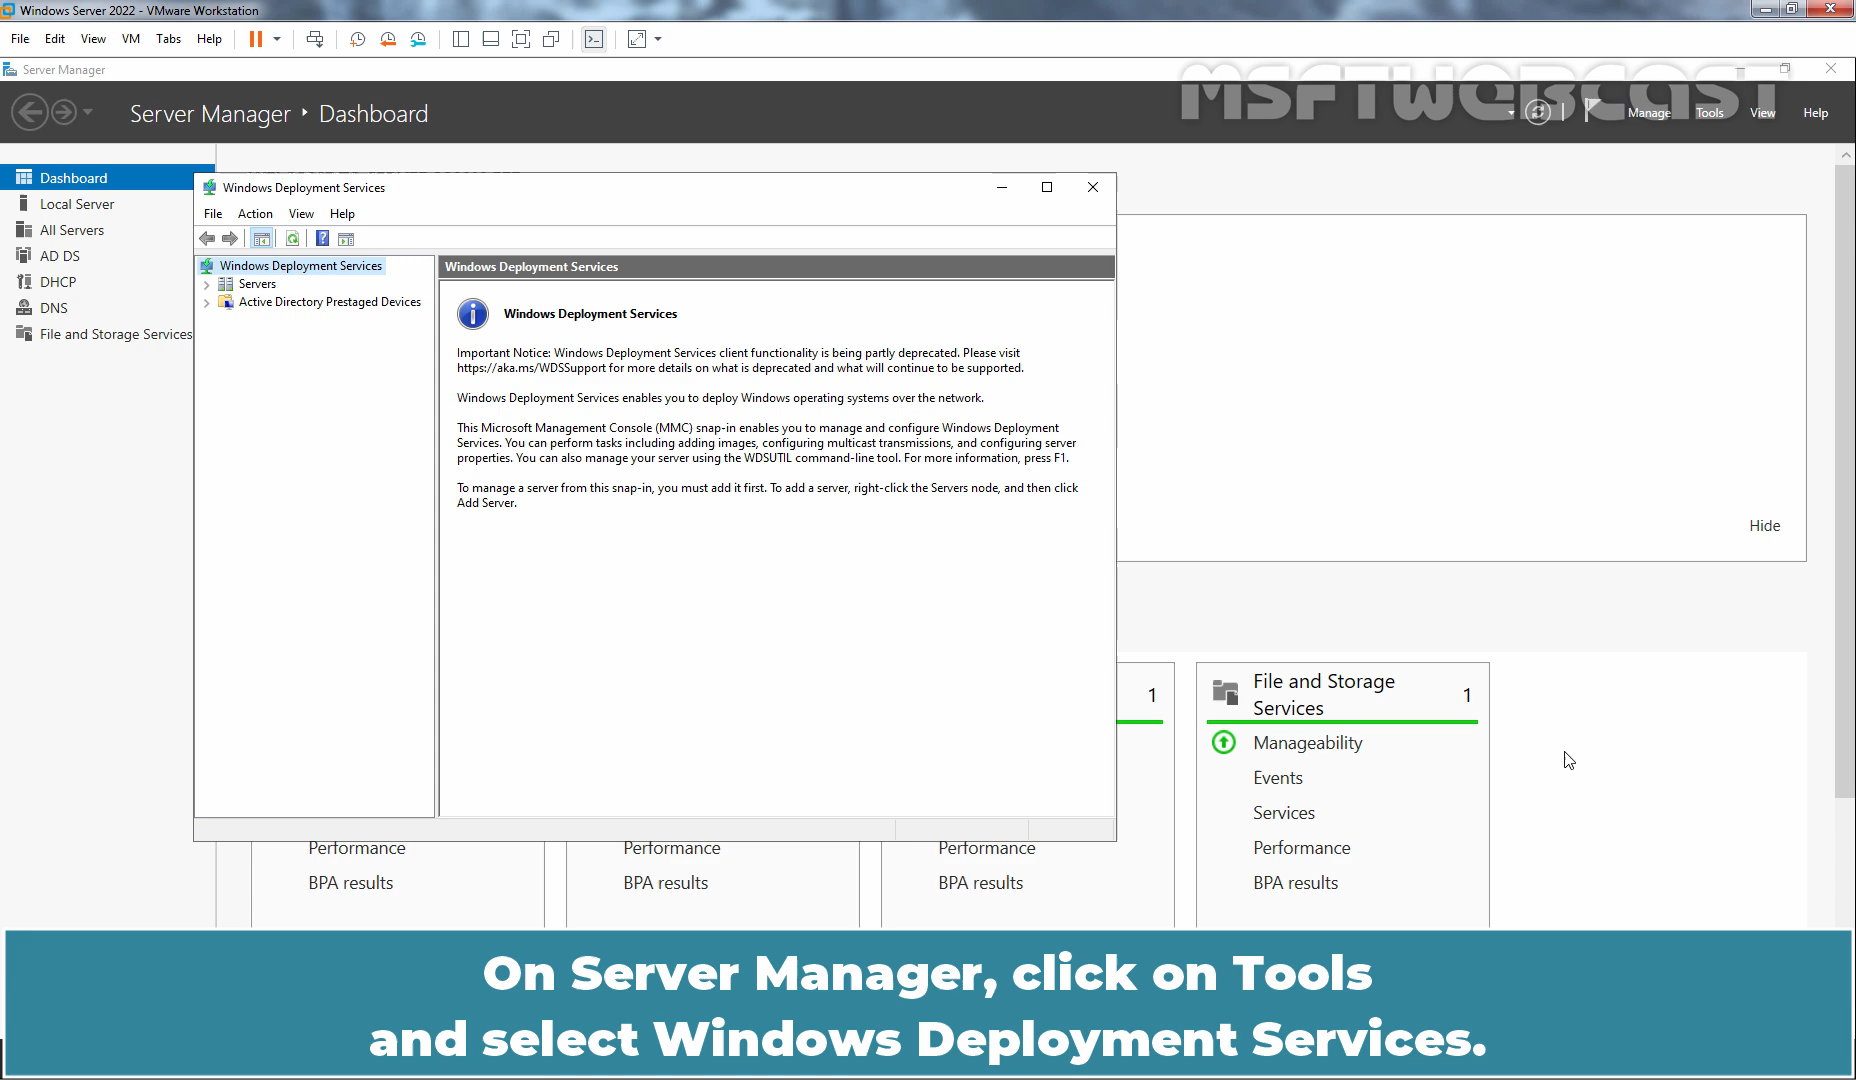 Windows Server 2022 - VMware Workstation
File Edit View VM Tabs Help
Server Manager
MSFTWEBCAST
Server Manager Dashboard
Manage Tools View Help
Dashboard
Local Server
All Servers
AD DS
DHCP
DNS
File and Storage Services
Windows Deployment Services
File Action View Help
Windows Deployment Services
Servers
Active Directory Prestaged Devices
Windows Deployment Services
Windows Deployment Services
Important Notice: Windows Deployment Services client functionality is being partly deprecated. Please visit
https://aka.ms/WDSSupport for more details on what is deprecated and what will continue to be supported.
Windows Deployment Services enables you to deploy Windows operating systems over the network.
This Microsoft Management Console (MMC) snap-in enables you to manage and configure Windows Deployment
Services. You can perform tasks including adding images, configuring multicast transmissions, and configuring server
properties. You can also manage your server using the WDSUTIL command-line tool. For more information, press F1.
To manage a server from this snap-in, you must add it first. To add a server, right-click the Servers node, and then click
Add Server.
Hide
1
File and Storage
Services
1
Manageability
Events
Services
Performance
Performance
Performance
Performance
BPA results
BPA results
BPA results
BPA results
On Server Manager, click on Tools
and select Windows Deployment Services.